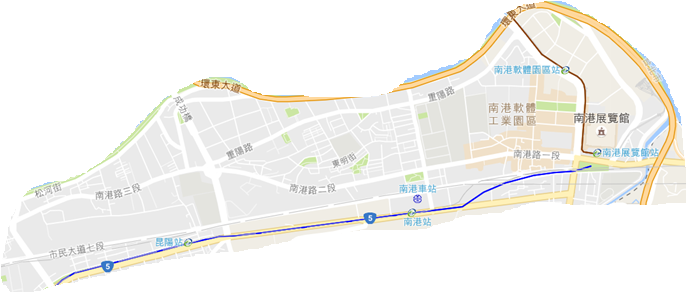 環東大道
南港軟體園區站
環東大道
成功橋
重陽路
南港軟體
工業園區
南港展覽館
重陽路
東明街
南港路一段
南港展覽館站
松河街
南港路三段
南港路二段
南港車站
5
南港站
昆陽站
市民大道七段
5